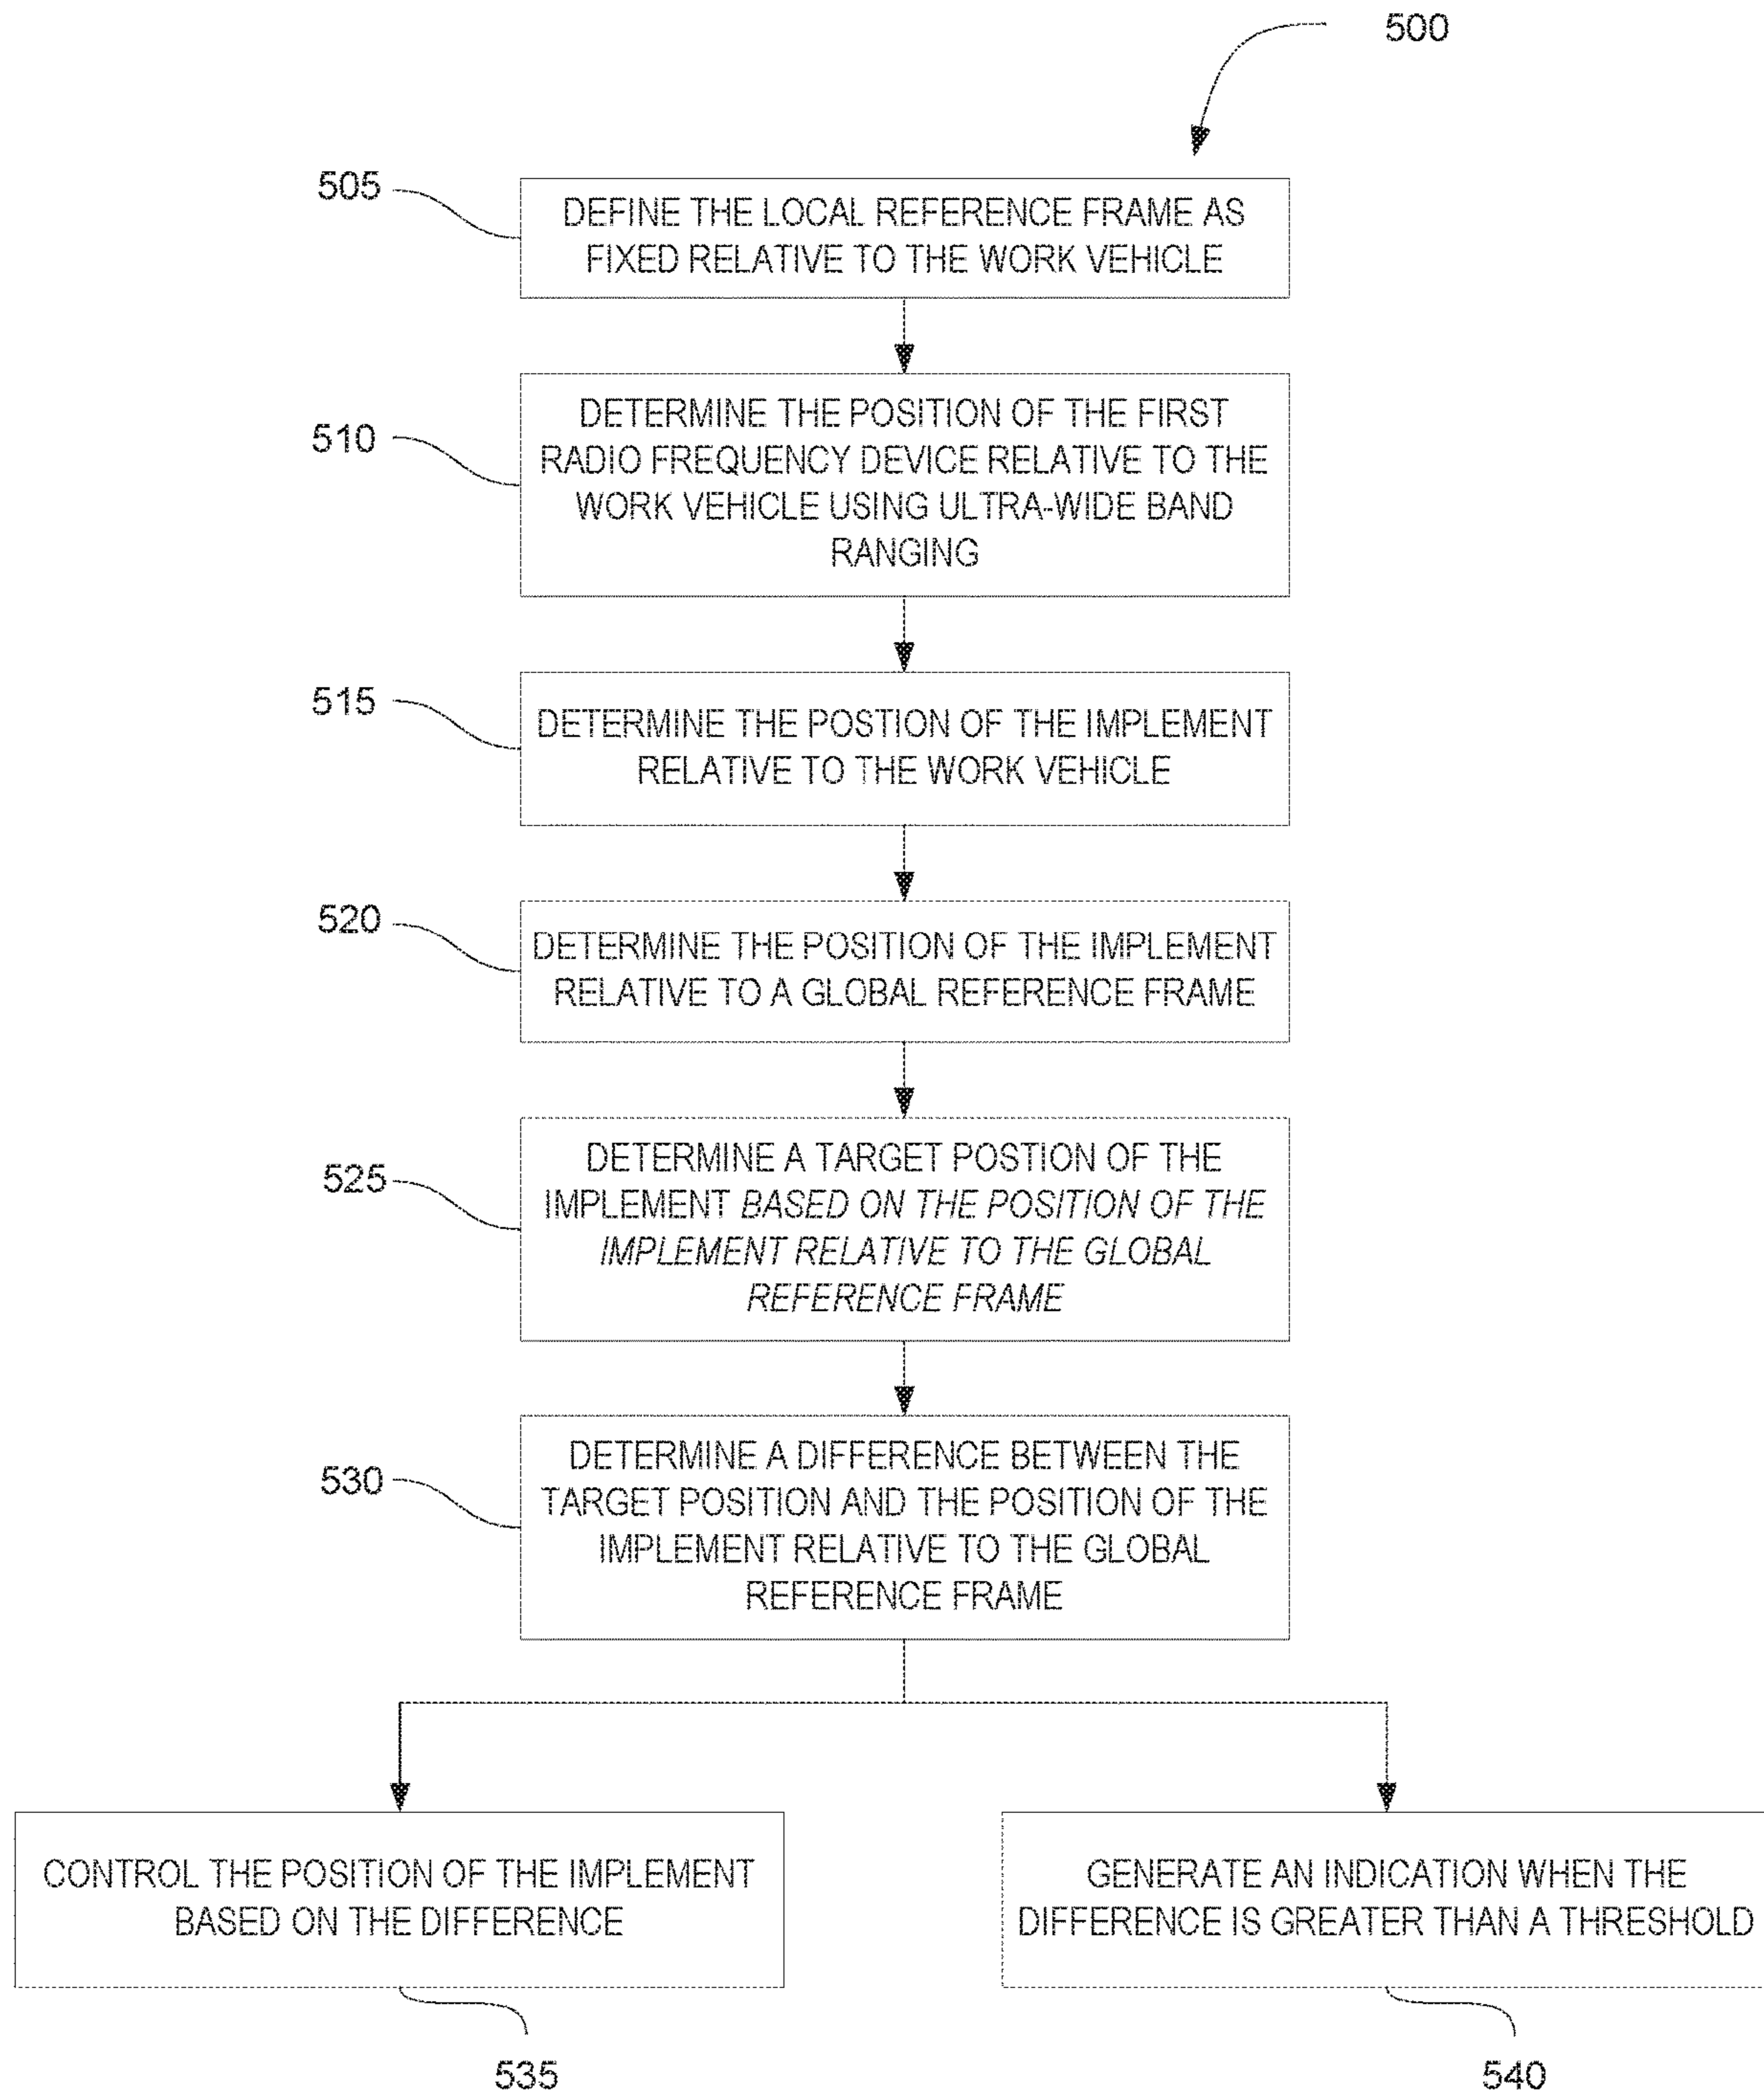 500
505
DEFINE THE LOCAL REFERENCE FRAME AS
FIXED RELATIVE TO THE WORK VEHICLE
510
DETERMINE THE POSITION OF THE FIRST
RADIO FREQUENCY DEVICE RELATIVE TO THE
WORK VEHICLE USING ULTRA-WIDE BAND
RANGING
515
DETERMINE THE POSTION OF THE IMPLEMENT
RELATIVE TO THE WORK VEHICLE
520
DETERMINE THE POSITION OF THE IMPLEMENT
RELATIVE TO A GLOBAL REFERENCE FRAME
525
DETERMINE A TARGET POSTION OF THE
IMPLEMENT BASED ON THE POSITION OF THE
IMPLEMENT RELATIVE TO THE GLOBAL
REFERENCE FRAME
530
DETERMINE A DIFFERENCE BETWEEN THE
TARGET POSITION AND THE POSITION OF THE
IMPLEMENT RELATIVE TO THE GLOBAL
REFERENCE FRAME
CONTROL THE POSITION OF THE IMPLEMENT
BASED ON THE DIFFERENCE
535
GENERATE AN INDICATION WHEN THE
DIFFERENCE IS GREATER THAN A THRESHOLD
540